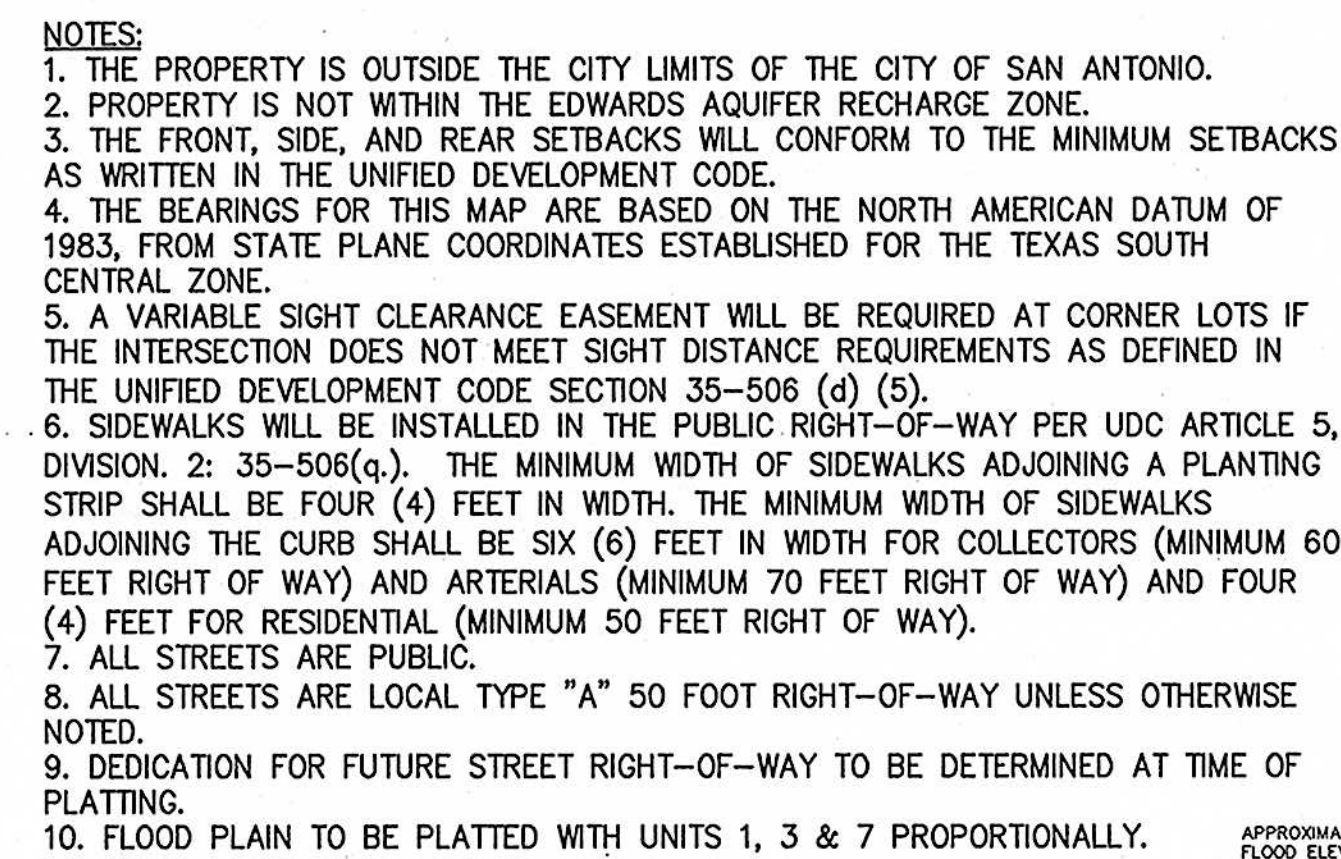 NOTES:
1. THE PROPERTY IS OUTSIDE THE CITY LIMITS OF THE CITY OF SAN ANTONIO.
2. PROPERTY IS NOT WITHIN THE EDWARDS AQUIFER RECHARGE ZONE.
3. THE FRONT, SIDE, AND REAR SETBACKS WILL CONFORM TO THE MINIMUM SETBACKS
AS WRITTEN IN THE UNIFIED DEVELOPMENT CODE.
4. THE BEARINGS FOR THIS MAP ARE BASED ON THE NORTH AMERICAN DATUM OF
1983, FROM STATE PLANE COORDINATES ESTABLISHED FOR THE TEXAS SOUTH
CENTRAL ZONE.
5. A VARIABLE SIGHT CLEARANCE EASEMENT WILL BE REQUIRED AT CORNER LOTS IF
THE INTERSECTION DOES NOT MEET SIGHT DISTANCE REQUIREMENTS AS DEFINED IN
THE UNIFIED DEVELOPMENT CODE SECTION 35-506 (d) (5).
6. SIDEWALKS WILL BE INSTALLED IN THE PUBLIC RIGHT-OF-WAY PER UDC ARTICLE 5,
DIVISION. 2: 35-506(q.). THE MINIMUM WIDTH OF SIDEWALKS ADJOINING A PLANTING
STRIP SHALL BE FOUR (4) FEET IN WIDTH. THE MINIMUM WIDTH OF SIDEWALKS
ADJOINING THE CURB SHALL BE SIX (6) FEET IN WIDTH FOR COLLECTORS (MINIMUM 60
FEET RIGHT OF WAY) AND ARTERIALS (MINIMUM 70 FEET RIGHT OF WAY) AND FOUR
(4) FEET FOR RESIDENTIAL (MINIMUM 50 FEET RIGHT OF WAY).
7. ALL STREETS ARE PUBLIC.
8. ALL STREETS ARE LOCAL TYPE "A" 50 FOOT RIGHT-OF-WAY UNLESS OTHERWISE
NOTED.
9. DEDICATION FOR FUTURE STREET RIGHT-OF-WAY TO BE DETERMINED AT TIME OF
PLATTING.
10. FLOOD PLAIN TO BE PLATTED WITH UNITS 1, 3 & 7 PROPORTIONALLY.
FLOOD